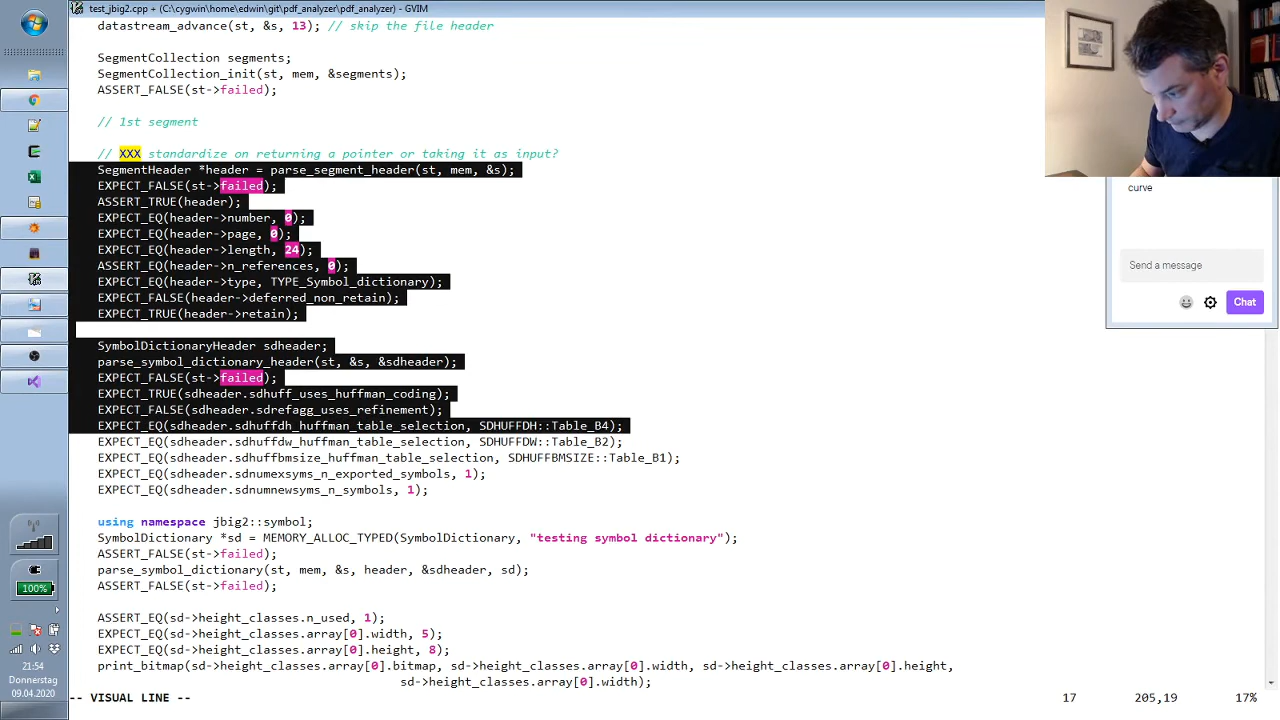 test_jbig2.cpp + (C:\cygwin\home\edwin\git\pdf_analyzer\pdf_analyzer) - GVIM
datastream_advance(st, &s, 13); // skip the file header
SegmentCollection segments;
SegmentCollection_init(st, mem, &segments);
ASSERT_FALSE(st->failed);
// 1st segment
// XXX standardize on returning a pointer or taking it as input?
SegmentHeader *header = parse_segment_header(st, mem, &s);
EXPECT_FALSE(st->failed);
ASSERT_TRUE(header);
EXPECT_EQ(header->number, 0);
EXPECT_EQ(header->page, 0);
EXPECT_EQ(header->length, 24);
ASSERT_EQ(header->n_references, 0);
EXPECT_EQ(header->type, TYPE_Symbol_dictionary);
EXPECT_FALSE(header->deferred_non_retain);
EXPECT_TRUE(header->retain);
SymbolDictionaryHeader sdheader;
parse_symbol_dictionary_header(st, &s, &sdheader);
EXPECT_FALSE(st->failed);
EXPECT_TRUE(sdheader.sdhuff_uses_huffman_coding);
EXPECT_FALSE(sdheader.sdrefagg_uses_refinement);
EXPECT_EQ(sdheader.sdhuffdh_huffman_table_selection, SDHUFFDH::Table_B4);
EXPECT_EQ(sdheader.sdhuffdw_huffman_table_selection, SDHUFFDW::Table_B2);
EXPECT_EQ(sdheader.sdhuffbmsize_huffman_table_selection, SDHUFFBMSIZE::Table_B1);
EXPECT_EQ(sdheader.sdnumexsyms_n_exported_symbols, 1);
EXPECT_EQ(sdheader.sdnumnewsyms_n_symbols, 1);
using namespace jbig2::symbol;
SymbolDictionary *sd = MEMORY_ALLOC_TYPED(SymbolDictionary, "testing symbol dictionary");
ASSERT_FALSE(st->failed);
parse_symbol_dictionary(st, mem, &s, header, &sdheader, sd);
ASSERT_FALSE(st->failed);
ASSERT_EQ(sd->height_classes.n_used, 1);
EXPECT_EQ(sd->height_classes.array[0].width, 5);
EXPECT_EQ(sd->height_classes.array[0].height, 8);
print_bitmap(sd->height_classes.array[0].bitmap, sd->height_classes.array[0].width, sd->height_classes.array[0].height,
sd->height_classes.array[0].width);
-- VISUAL LINE -- 17 205,19 17%
curve
Send a message
Chat
100%
21:54
Donnerstag
09.04.2020